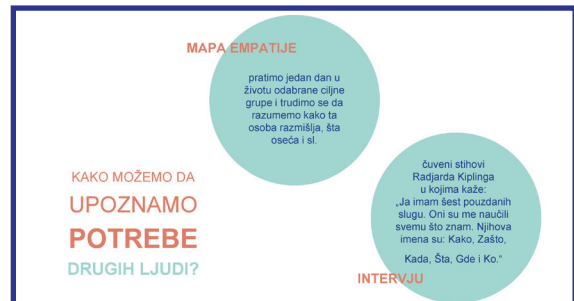 MAPA EMPATIJE
pratimo jedan dan u
životu odabrane ciljne
grupe i trudimo se da
razumemo kako ta
osoba razmišlja, šta
oseća i sl.
KAKO MOŽEMO DA
UPOZNAMO
POTREBE
DRUGIH LJUDI?
čuveni stihovi
Radjarda Kiplinga
u kojima kaže:
„Ja imam šest pouzdanih
slugu. Oni su me naučili
svemu što znam. Njihova
imena su: Kako, Zašto,
Kada, Šta, Gde i Ko.“
INTERVJU